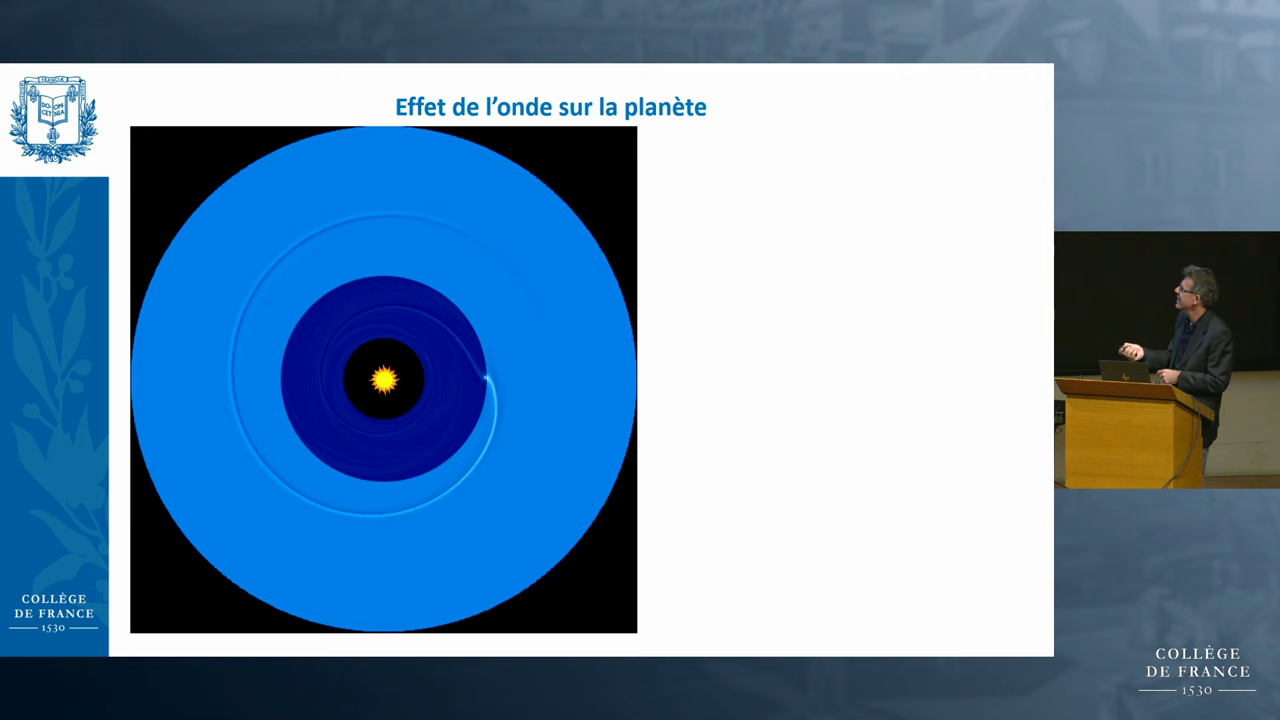 Effet de l’onde sur la planète
COLLÈGE
DE FRANCE
1530
COLLÈGE
DE FRANCE
1530